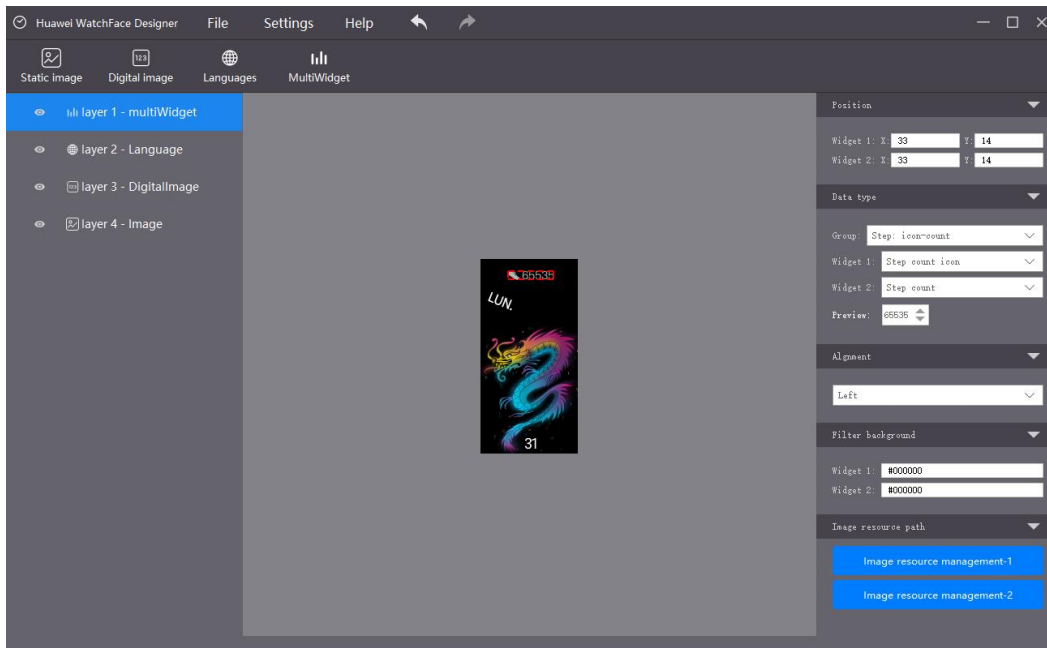 Huawei WatchFace Designer File Settings Help
Static image Digital image Languages MultiWidget
layer 1 - multiWidget
layer 2 - Language
layer 3 - DigitalImage
layer 4 - Image
65535
LUN.
31
Position
Widget 1: X: 33 Y: 14
Widget 2: X: 33 Y: 14
Data type
Group: Step: icon-count
Widget 1: Step count icon
Widget 2: Step count
Preview: 65535
Algnment
Left
Filter background
Widget 1: #000000
Widget 2: #000000
Image resource path
Image resource management-1
Image resource management-2